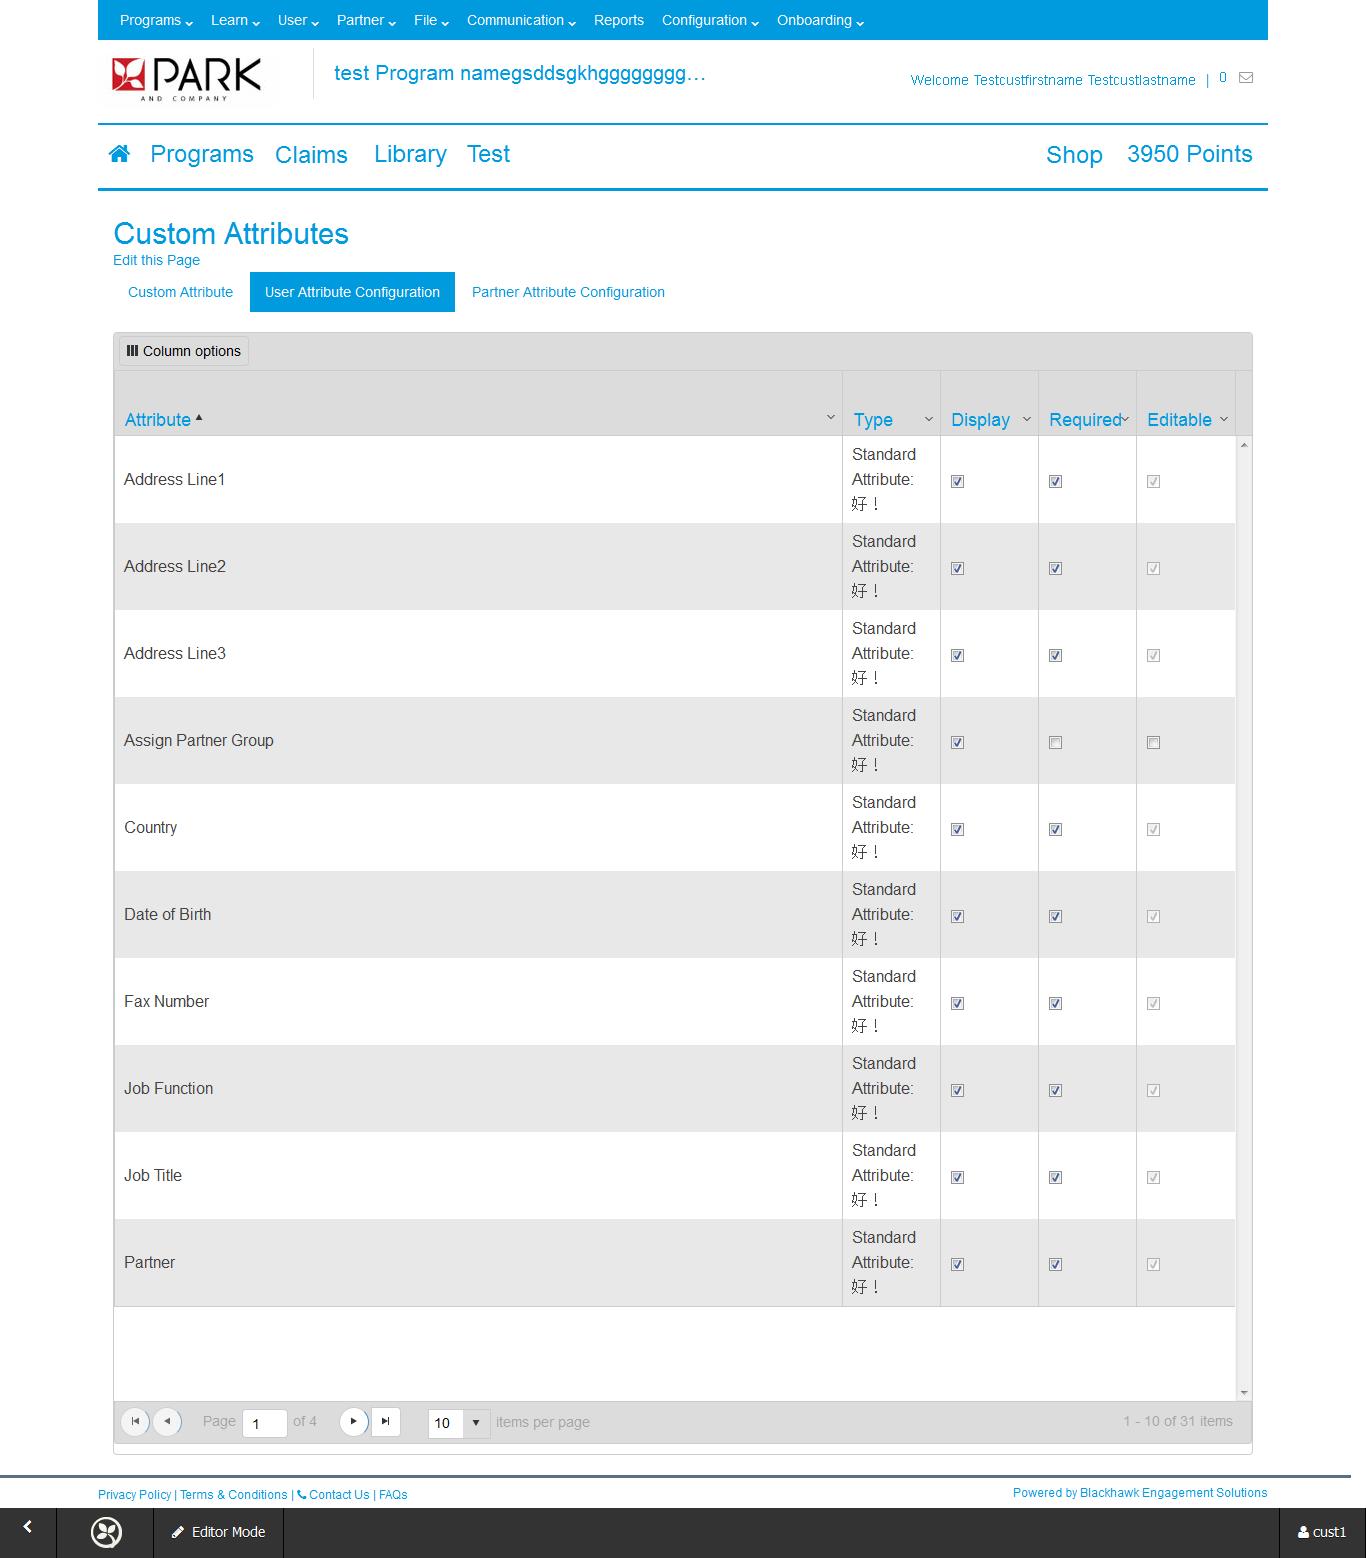 Programs Learn User Partner File Communication Reports Configuration Onboarding
PARK
AND COMPANY
test Program namegsddsgkhgggggggg...
Welcome Testcustfirstname Testcustlastname | 0
Programs Claims Library Test Shop 3950 Points
Custom Attributes
Edit this Page
Custom Attribute User Attribute Configuration Partner Attribute Configuration
Column options
Attribute Type Display Required Editable
Address Line1
Standard
Attribute:
好！
Address Line2
Standard
Attribute:
好！
Address Line3
Standard
Attribute:
好！
Assign Partner Group
Standard
Attribute:
好！
Country
Standard
Attribute:
好！
Date of Birth
Standard
Attribute:
好！
Fax Number
Standard
Attribute:
好！
Job Function
Standard
Attribute:
好！
Job Title
Standard
Attribute:
好！
Partner
Standard
Attribute:
好！
Page 1 of 4 10 items per page 1 - 10 of 31 items
Privacy Policy | Terms & Conditions | Contact Us | FAQs
Powered by Blackhawk Engagement Solutions
Editor Mode cust1